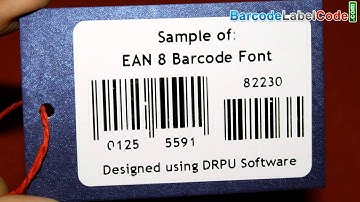 BarcodeLabelCode.com
Sample of:
EAN 8 Barcode Font
82230
0125 5591
Designed using DRPU Software